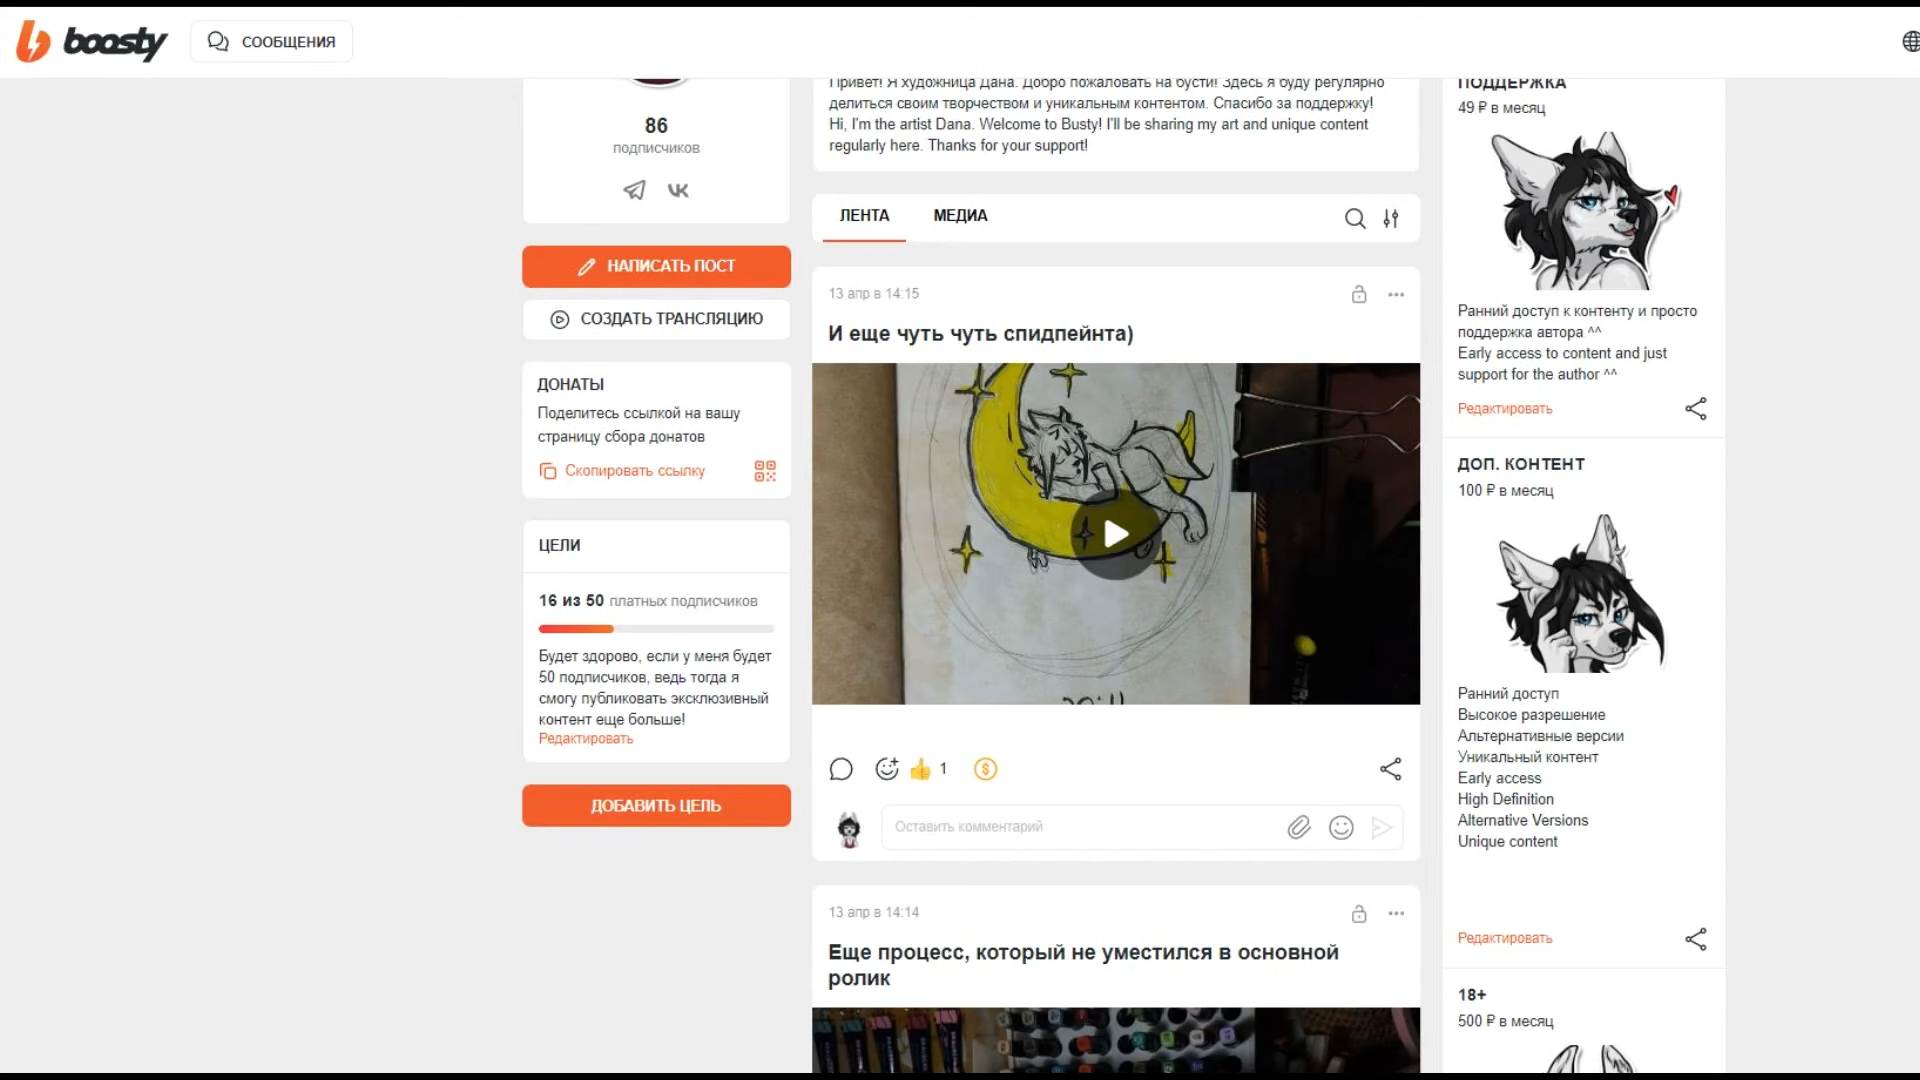 boosty
СООБЩЕНИЯ
86
подписчиков
НАПИСАТЬ ПОСТ
СОЗДАТЬ ТРАНСЛЯЦИЮ
ДОНАТЫ
Поделитесь ссылкой на вашу
страницу сбора донатов
Скопировать ссылку
ЦЕЛИ
16 из 50 платных подписчиков
Будет здорово, если у меня будет
50 подписчиков, ведь тогда я
смогу публиковать эксклюзивный
контент еще больше!
Редактировать
ДОБАВИТЬ ЦЕЛЬ
Привет! Я художница Дана. Добро пожаловать на бусти! Здесь я буду регулярно
делиться своим творчеством и уникальным контентом. Спасибо за поддержку!
Hi, I'm the artist Dana. Welcome to Busty! I'll be sharing my art and unique content
regularly here. Thanks for your support!
ЛЕНТА
МЕДИА
13 апр в 14:15
И еще чуть чуть спидпейнта)
1
Оставить комментарий
13 апр в 14:14
Еще процесс, который не уместился в основной
ролик
ПОДДЕРЖКА
49 ₽ в месяц
Ранний доступ к контенту и просто
поддержка автора ^^
Early access to content and just
support for the author ^^
Редактировать
ДОП. КОНТЕНТ
100 ₽ в месяц
Ранний доступ
Высокое разрешение
Альтернативные версии
Уникальный контент
Early access
High Definition
Alternative Versions
Unique content
Редактировать
18+
500 ₽ в месяц